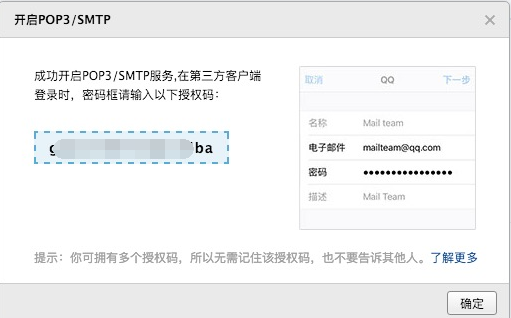 开启POP3/SMTP
成功开启POP3/SMTP服务,在第三方客户端
登录时，密码框请输入以下授权码：
取消 QQ 下一步
名称 Mail team
电子邮件 mailteam@qq.com
密码 ●●●●●●●●●●●●●●●●
描述 Mail Team
提示：你可拥有多个授权码，所以无需记住该授权码，也不要告诉其他人。了解更多
确定